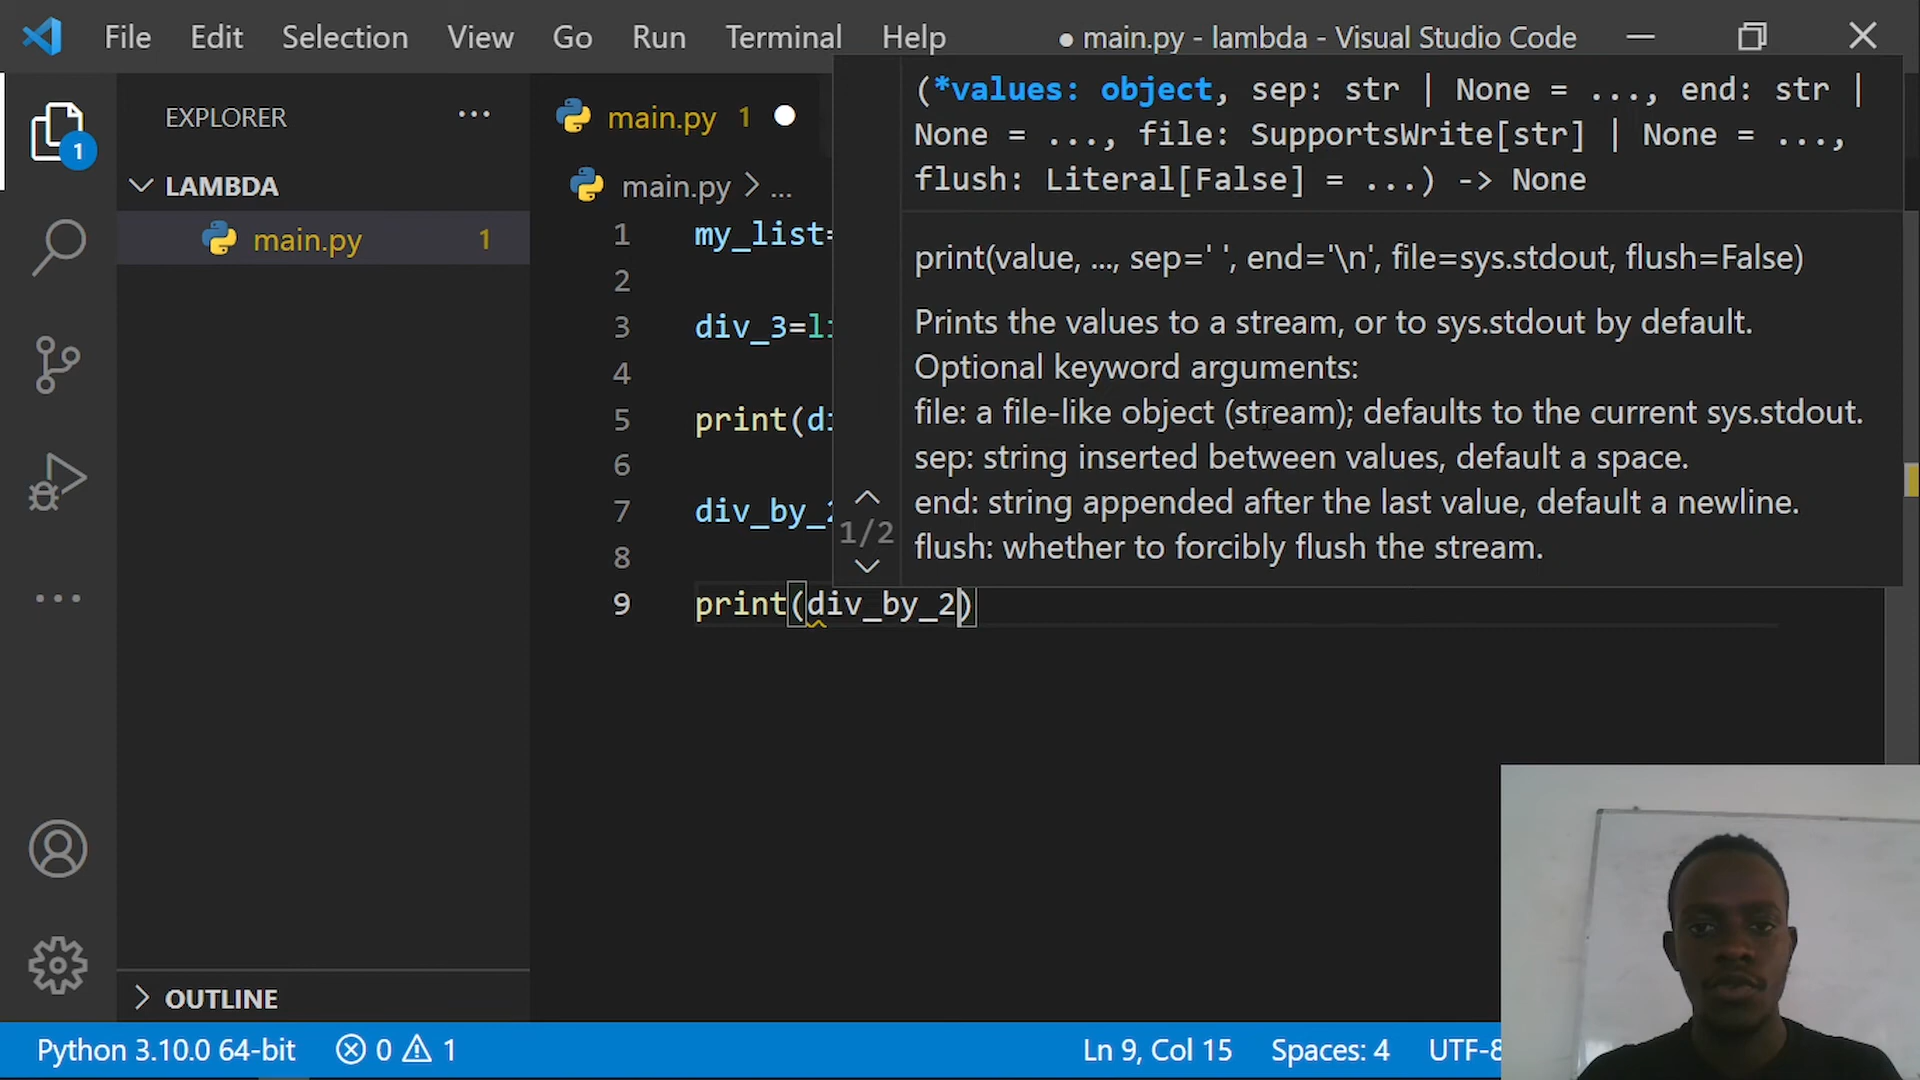 File Edit Selection View Go Run Terminal Help ● main.py - lambda - Visual Studio Code
EXPLORER ...
LAMBDA
main.py 1
OUTLINE
main.py 1
main.py > ...
1 my_list=
2
3 div_3=li
4
5 print(di
6
7 div_by_2
8
9 print(div_by_2)
(*values: object, sep: str | None = ..., end: str |
None = ..., file: SupportsWrite[str] | None = ...,
flush: Literal[False] = ...) -> None
print(value, ..., sep=' ', end='\n', file=sys.stdout, flush=False)
Prints the values to a stream, or to sys.stdout by default.
Optional keyword arguments:
file: a file-like object (stream); defaults to the current sys.stdout.
sep: string inserted between values, default a space.
end: string appended after the last value, default a newline.
flush: whether to forcibly flush the stream.
1/2
1
Python 3.10.0 64-bit 0 1 Ln 9, Col 15 Spaces: 4 UTF-8